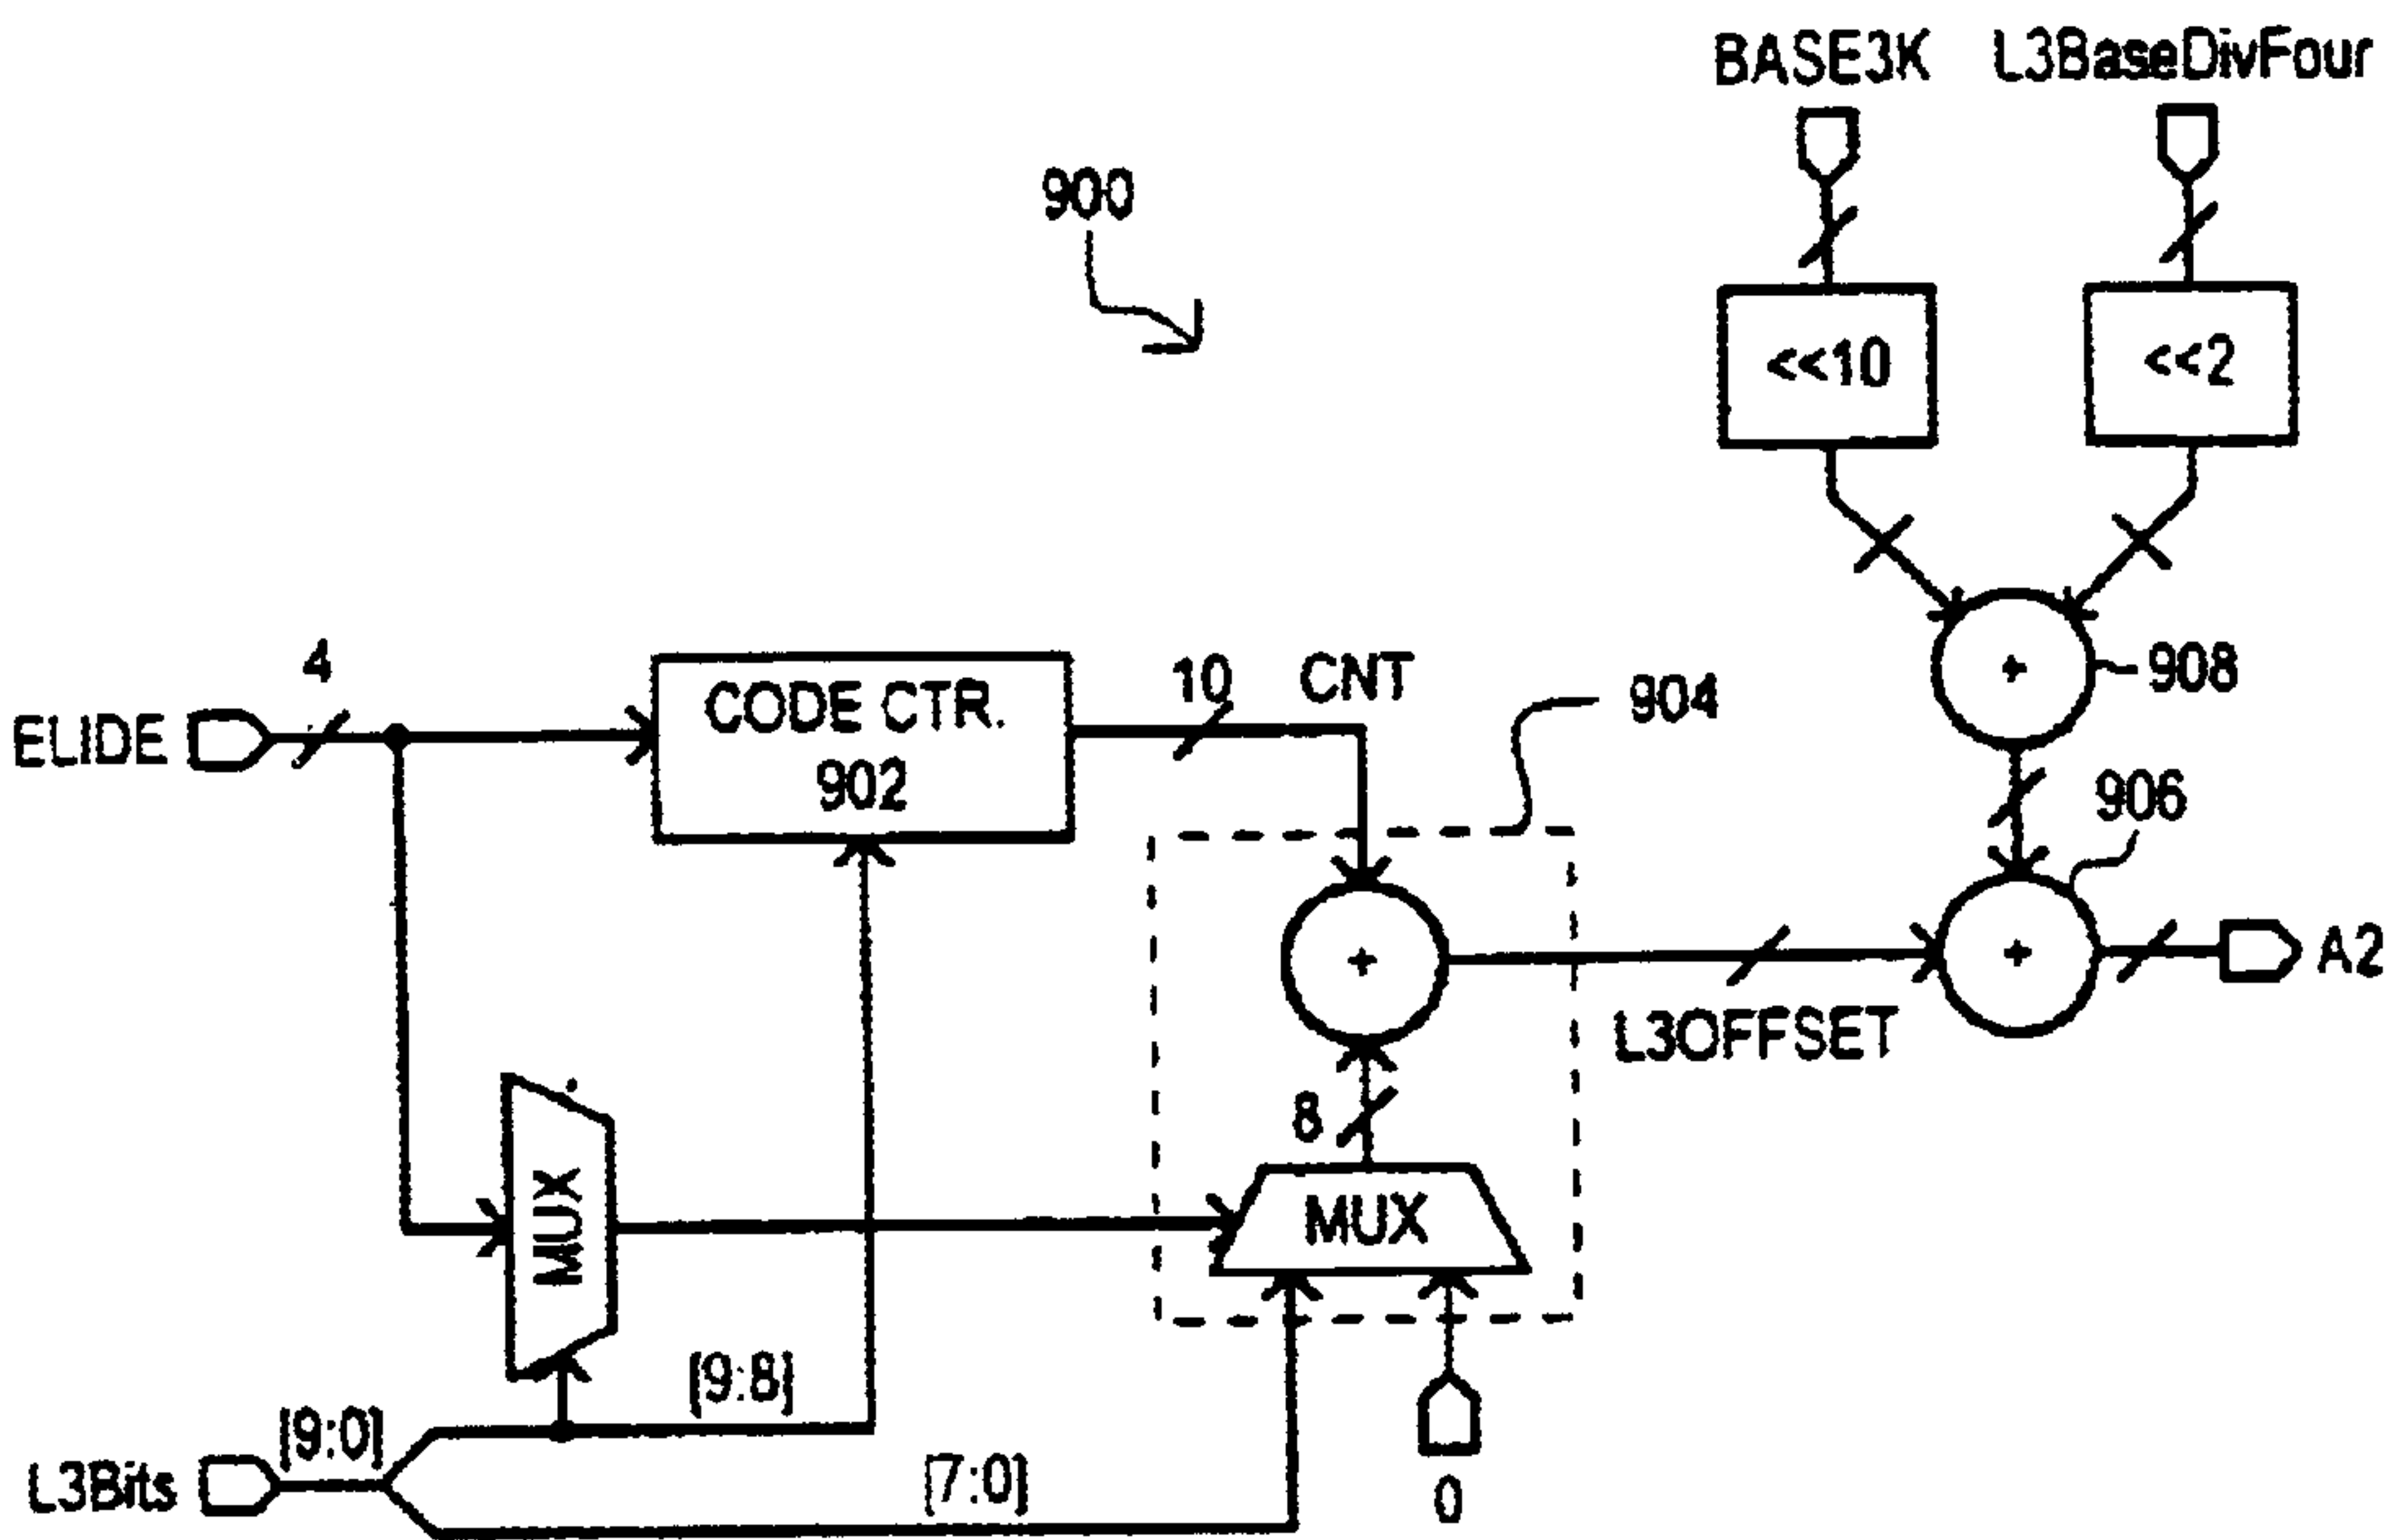 BASE3K L3BaseDivFour
900
<<10 <<2
4 10 CNT
ELIDE CODE CTR. 904 + 908
902 906
+ + A2
L3OFFSET
8
MUX MUX
[9:8]
[9:0] [7:0]
L3Bits 0